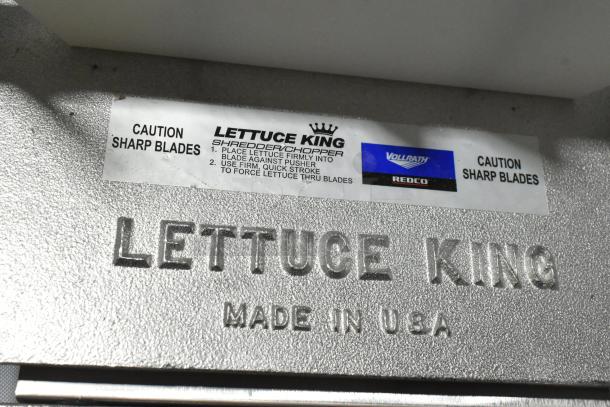 CAUTION
SHARP BLADES
LETTUCE KING
SHREDDER/CHOPPER
1. PLACE LETTUCE FIRMLY INTO
BLADE AGAINST PUSHER
2. USE FIRM, QUICK STROKE
TO FORCE LETTUCE THRU BLADES
VOLLRATH
REDCO
CAUTION
SHARP BLADES
LETTUCE KING
MADE IN U.S.A